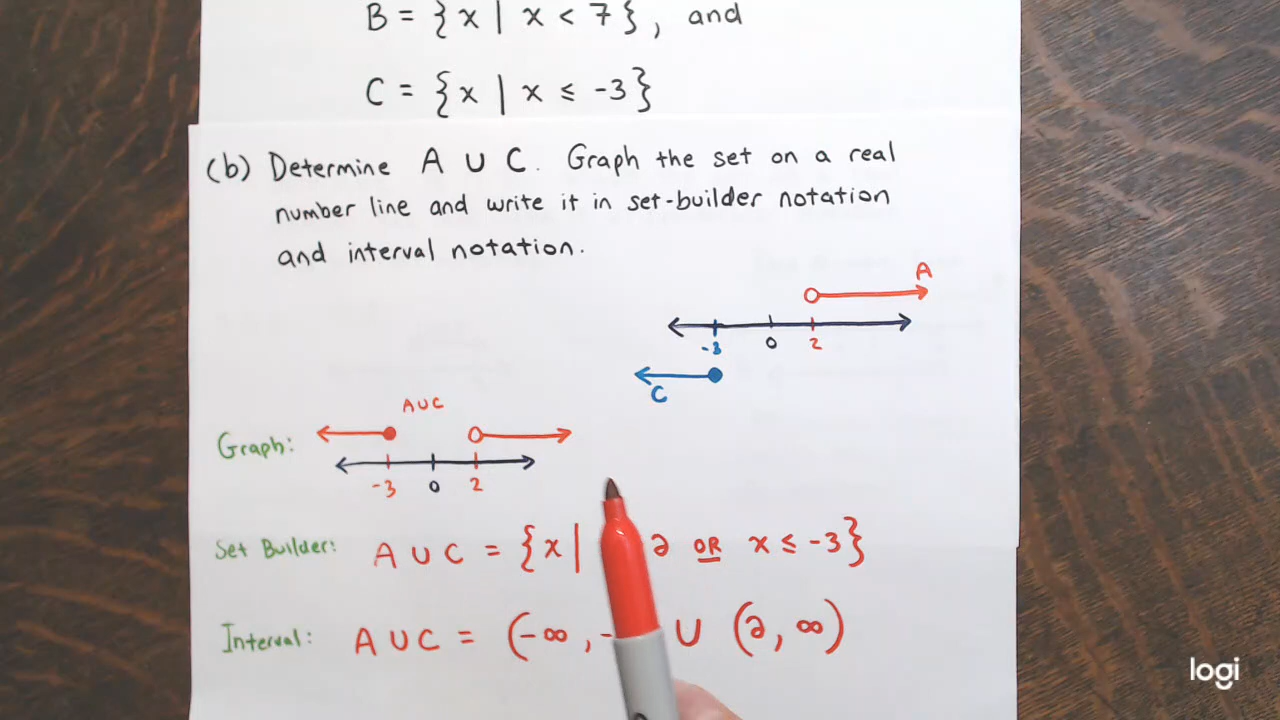 B = { x | x < 7 } , and
C = { x | x ≤ -3 }
(b) Determine A ∪ C. Graph the set on a real
number line and write it in set-builder notation
and interval notation.
A
-3 0 2
C
A∪C
Graph:
-3 0 2
Set Builder: A ∪ C = { x | 2 OR x ≤ -3 }
Interval: A ∪ C = (-∞, - ∪ (2, ∞)
logi